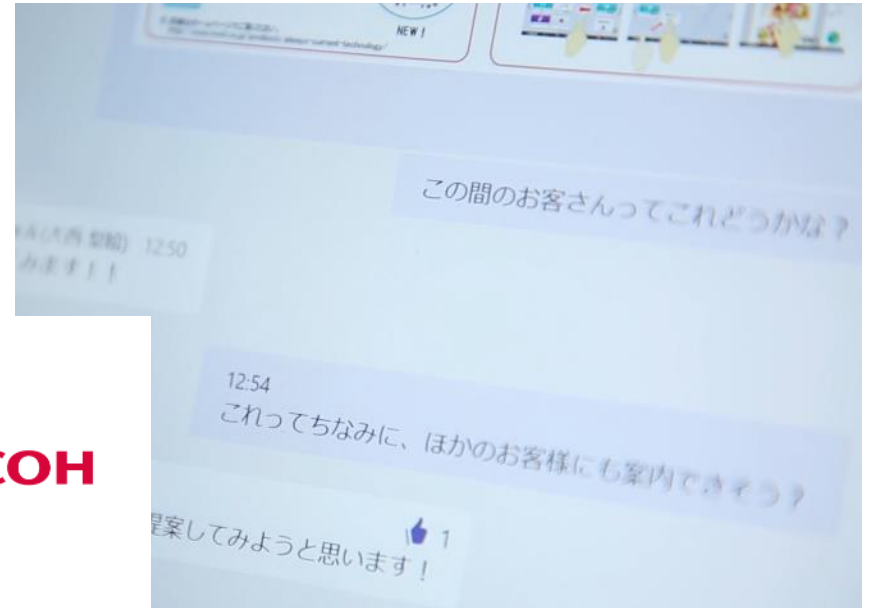 NEW!
この間のお客さんってこれどうかな?
12:50
みます!!
12:54
これってちなみに、ほかのお客様にも案内できそう?
COH
1
提案してみようと思います!